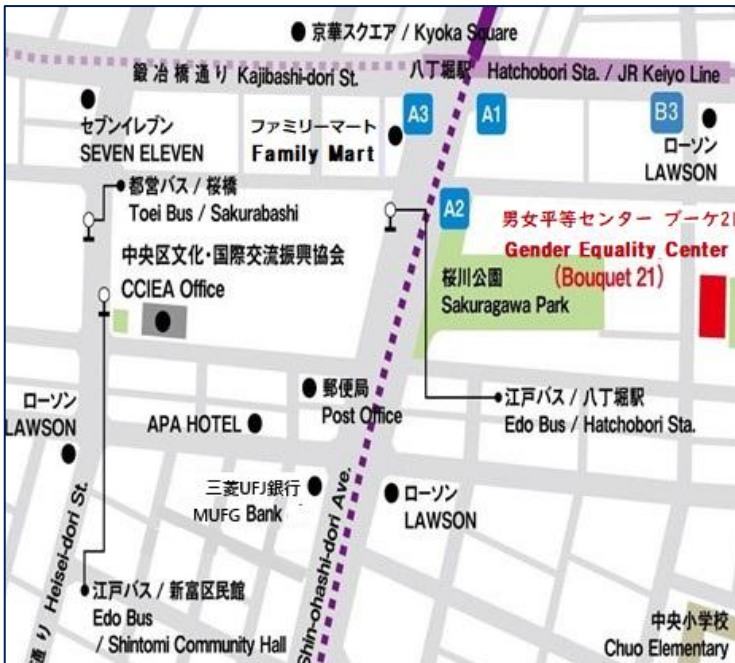 京華スクエア / Kyoka Square
鍛冶橋通り Kajibashi-dori St.
八丁堀駅 Hatchobori Sta. / JR Keiyo Line
セブンイレブン
SEVEN ELEVEN
ファミリーマート
Family Mart
A3
A1
B3
ローソン
LAWSON
都営バス / 桜橋
Toei Bus / Sakurabashi
A2
男女平等センター ブーケ21
Gender Equality Center
(Bouquet 21)
中央区文化・国際交流振興協会
CCIEA Office
桜川公園
Sakuragawa Park
郵便局
Post Office
江戸バス / 八丁堀駅
Edo Bus / Hatchobori Sta.
ローソン
LAWSON
APA HOTEL
三菱UFJ銀行
MUFG Bank
ローソン
LAWSON
通り Heisei-dori St.
Shin-ohashi-dori Ave.
江戸バス / 新富区民館
Edo Bus
/ Shintomi Community Hall
中央小学校
Chuo Elementary